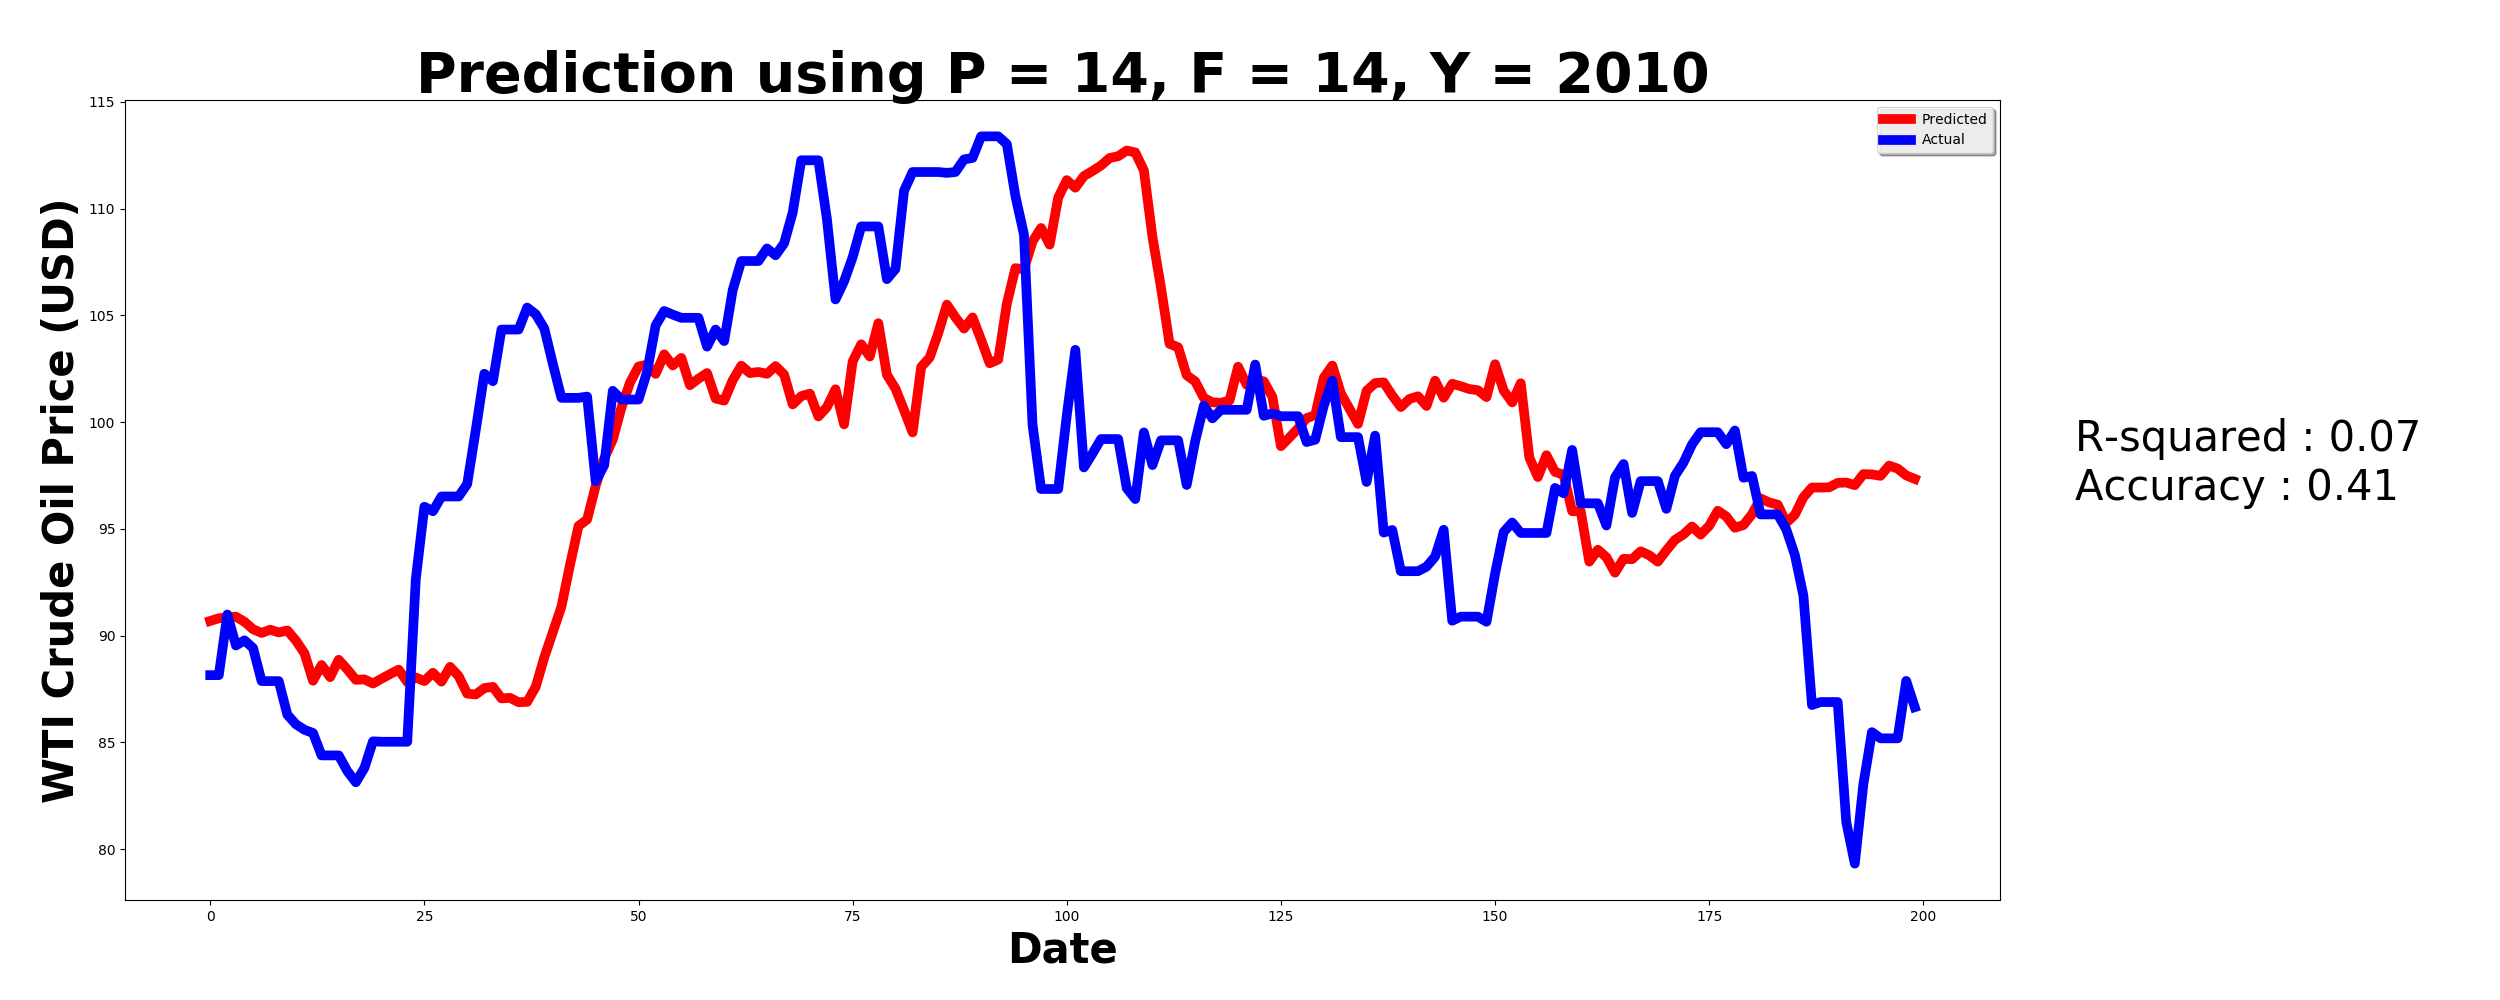 Prediction using P = 14, F = 14, Y = 2010
WTI Crude Oil Price (USD)
115
110
105
100
95
90
85
80
Predicted
Actual
R-squared : 0.07
Accuracy : 0.41
0 25 50 75 100 125 150 175 200
Date